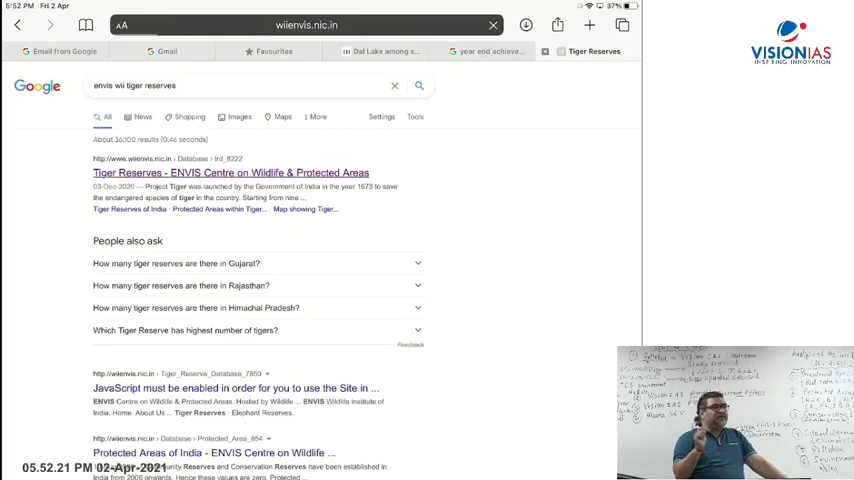 5:52 PM Fri 2 Apr
37%
AA
wiienvis.nic.in
Email from Google
Gmail
Favourites
Dal Lake among s...
year end achieve...
Tiger Reserves
VISIONIAS
INSPIRING INNOVATION
Google
envis wii tiger reserves
All
News
Shopping
Images
Maps
More
Settings
Tools
About 36,100 results (0.46 seconds)
http://www.wiienvis.nic.in › Database › trd_8222
Tiger Reserves - ENVIS Centre on Wildlife & Protected Areas
03-Dec-2020 — Project Tiger was launched by the Government of India in the year 1973 to save
the endangered species of tiger in the country. Starting from nine ...
Tiger Reserves of India · Protected Areas within Tiger... · Map showing Tiger...
People also ask
How many tiger reserves are there in Gujarat?
How many tiger reserves are there in Rajasthan?
How many tiger reserves are there in Himachal Pradesh?
Which Tiger Reserve has highest number of tigers?
Feedback
http://wiienvis.nic.in › Tiger_Reserve_Database_7850
JavaScript must be enabled in order for you to use the Site in ...
ENVIS Centre on Wildlife & Protected Areas. Hosted by Wildlife ... ENVIS Wildlife Institute of
India. Home. About Us ... Tiger Reserves · Elephant Reserves.
http://wiienvis.nic.in › Database › Protected_Area_854
Protected Areas of India - ENVIS Centre on Wildlife ...
Reserves and Conservation Reserves have been established in
India from 2006 onwards. Hence these values are zero. Protected ...
05.52.21 PM 02-Apr-2021